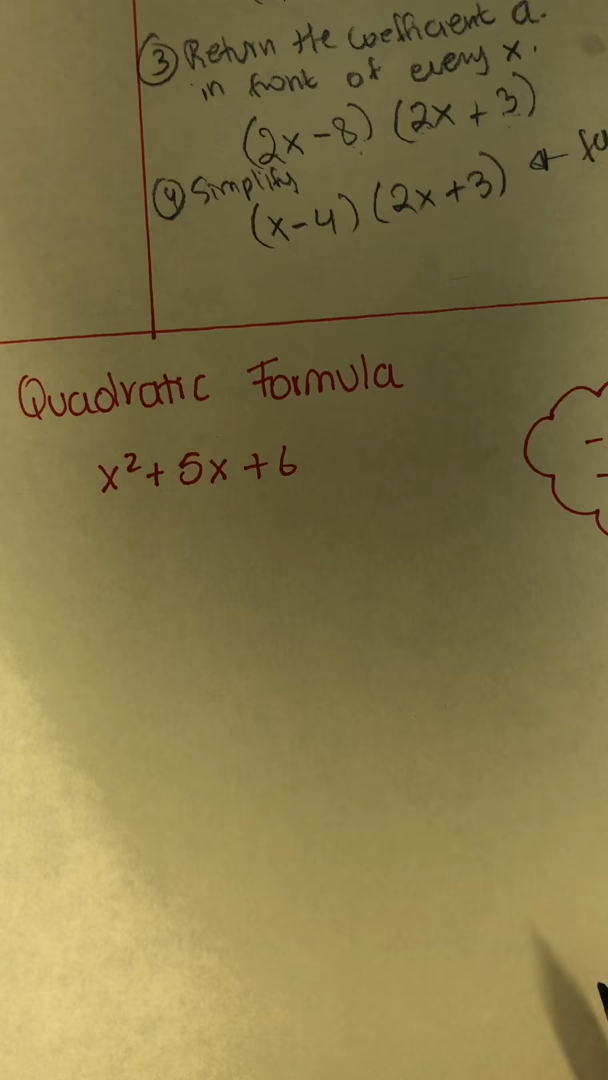 ③ Return the coefficient a.
in front of every x.
(2x-8) (2x+3)
④ Simplify
(x-4) (2x+3) ←
Quadratic Formula
x²+5x+6